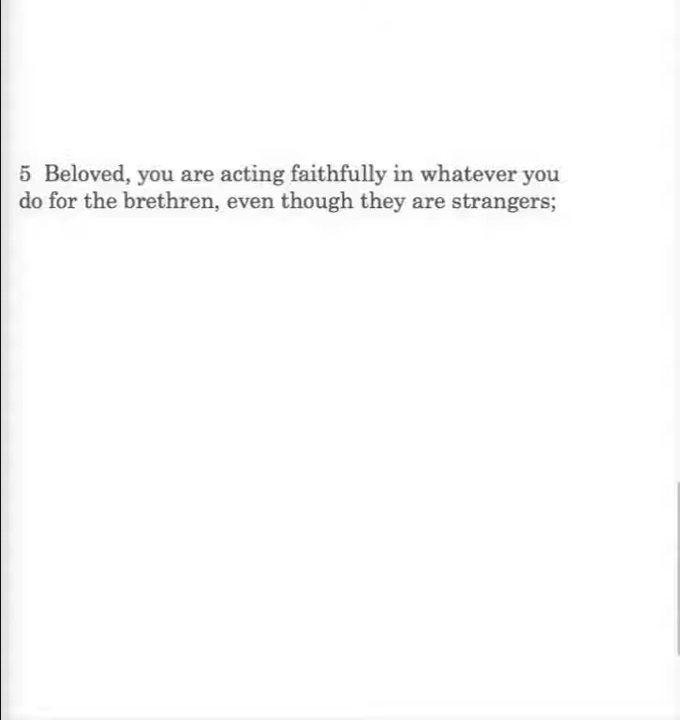 5 Beloved, you are acting faithfully in whatever you
do for the brethren, even though they are strangers;